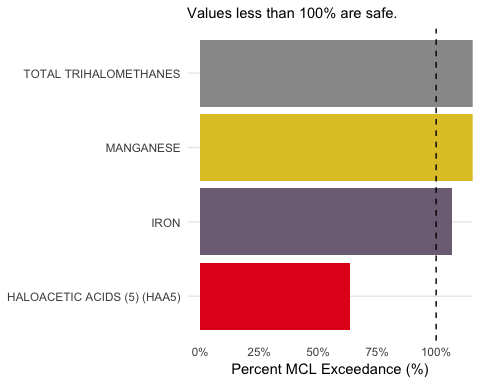 Values less than 100% are safe.
TOTAL TRIHALOMETHANES
MANGANESE
IRON
HALOACETIC ACIDS (5) (HAA5)
0% 25% 50% 75% 100%
Percent MCL Exceedance (%)